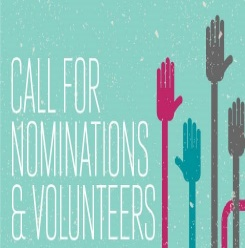 CALL FOR
NOMINATIONS
& VOLUNTEERS